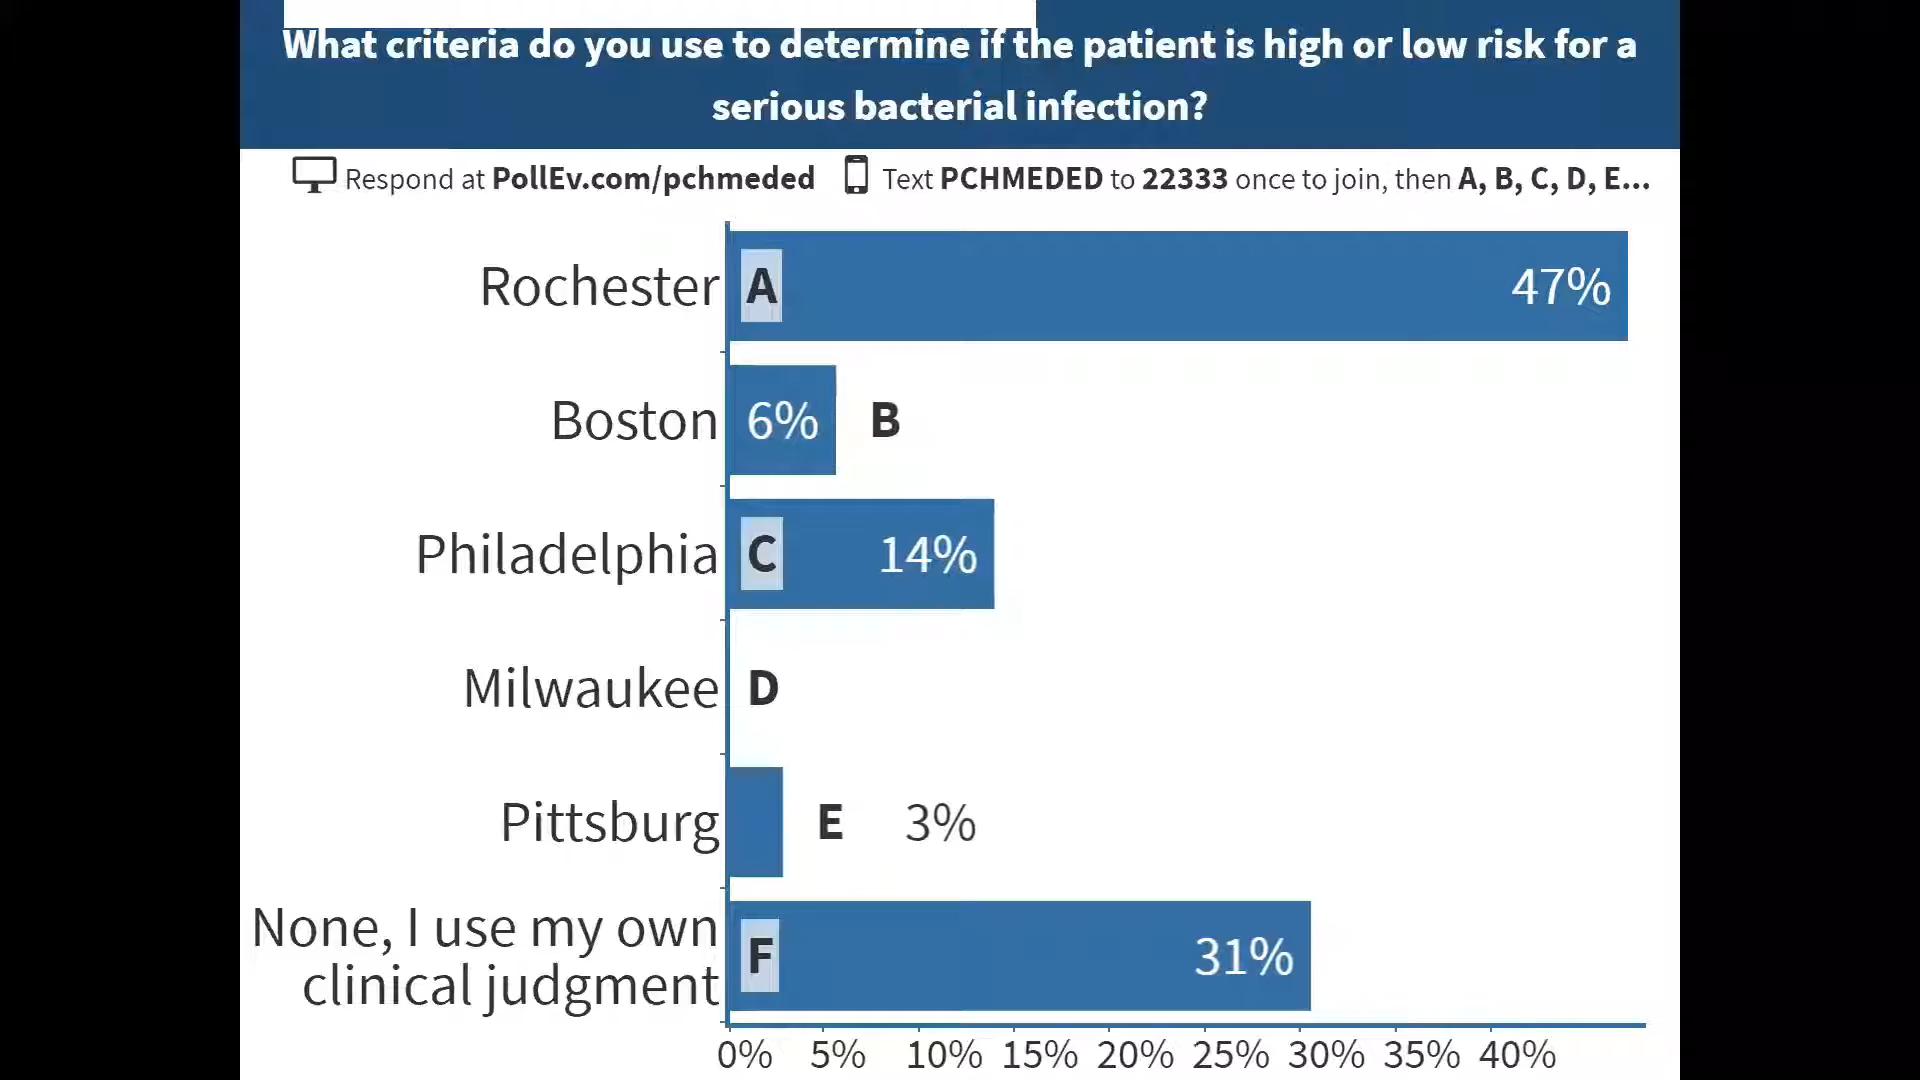 What criteria do you use to determine if the patient is high or low risk for a
serious bacterial infection?
Respond at PollEv.com/pchmeded Text PCHMEDED to 22333 once to join, then A, B, C, D, E...
Rochester A 47%
Boston 6% B
Philadelphia C 14%
Milwaukee D
Pittsburg E 3%
None, I use my own
clinical judgment F 31%
0% 5% 10% 15% 20% 25% 30% 35% 40%